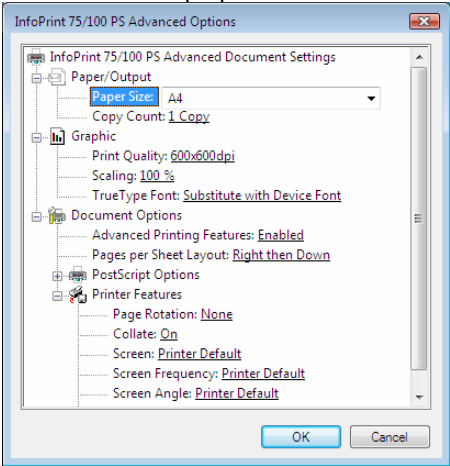 InfoPrint 75/100 PS Advanced Options
InfoPrint 75/100 PS Advanced Document Settings
Paper/Output
Paper Size: A4
Copy Count: 1 Copy
Graphic
Print Quality: 600x600dpi
Scaling: 100 %
TrueType Font: Substitute with Device Font
Document Options
Advanced Printing Features: Enabled
Pages per Sheet Layout: Right then Down
PostScript Options
Printer Features
Page Rotation: None
Collate: On
Screen: Printer Default
Screen Frequency: Printer Default
Screen Angle: Printer Default
OK Cancel